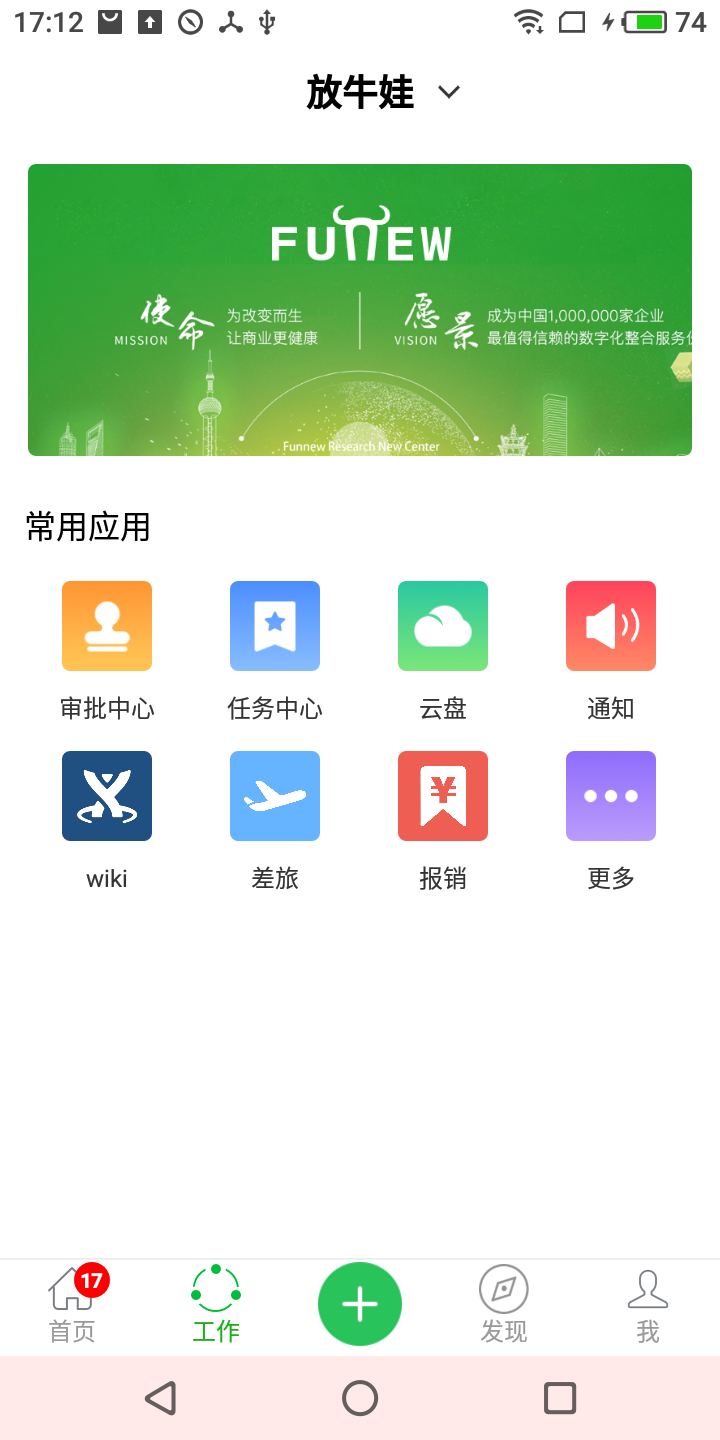 17:12
74
放牛娃
FUNEW
使命
MISSION
为改变而生
让商业更健康
愿景
VISION
成为中国1,000,000家企业
最值得信赖的数字化整合服务
Funnew Research New Center
常用应用
审批中心
任务中心
云盘
通知
wiki
差旅
报销
更多
17
首页
工作
发现
我